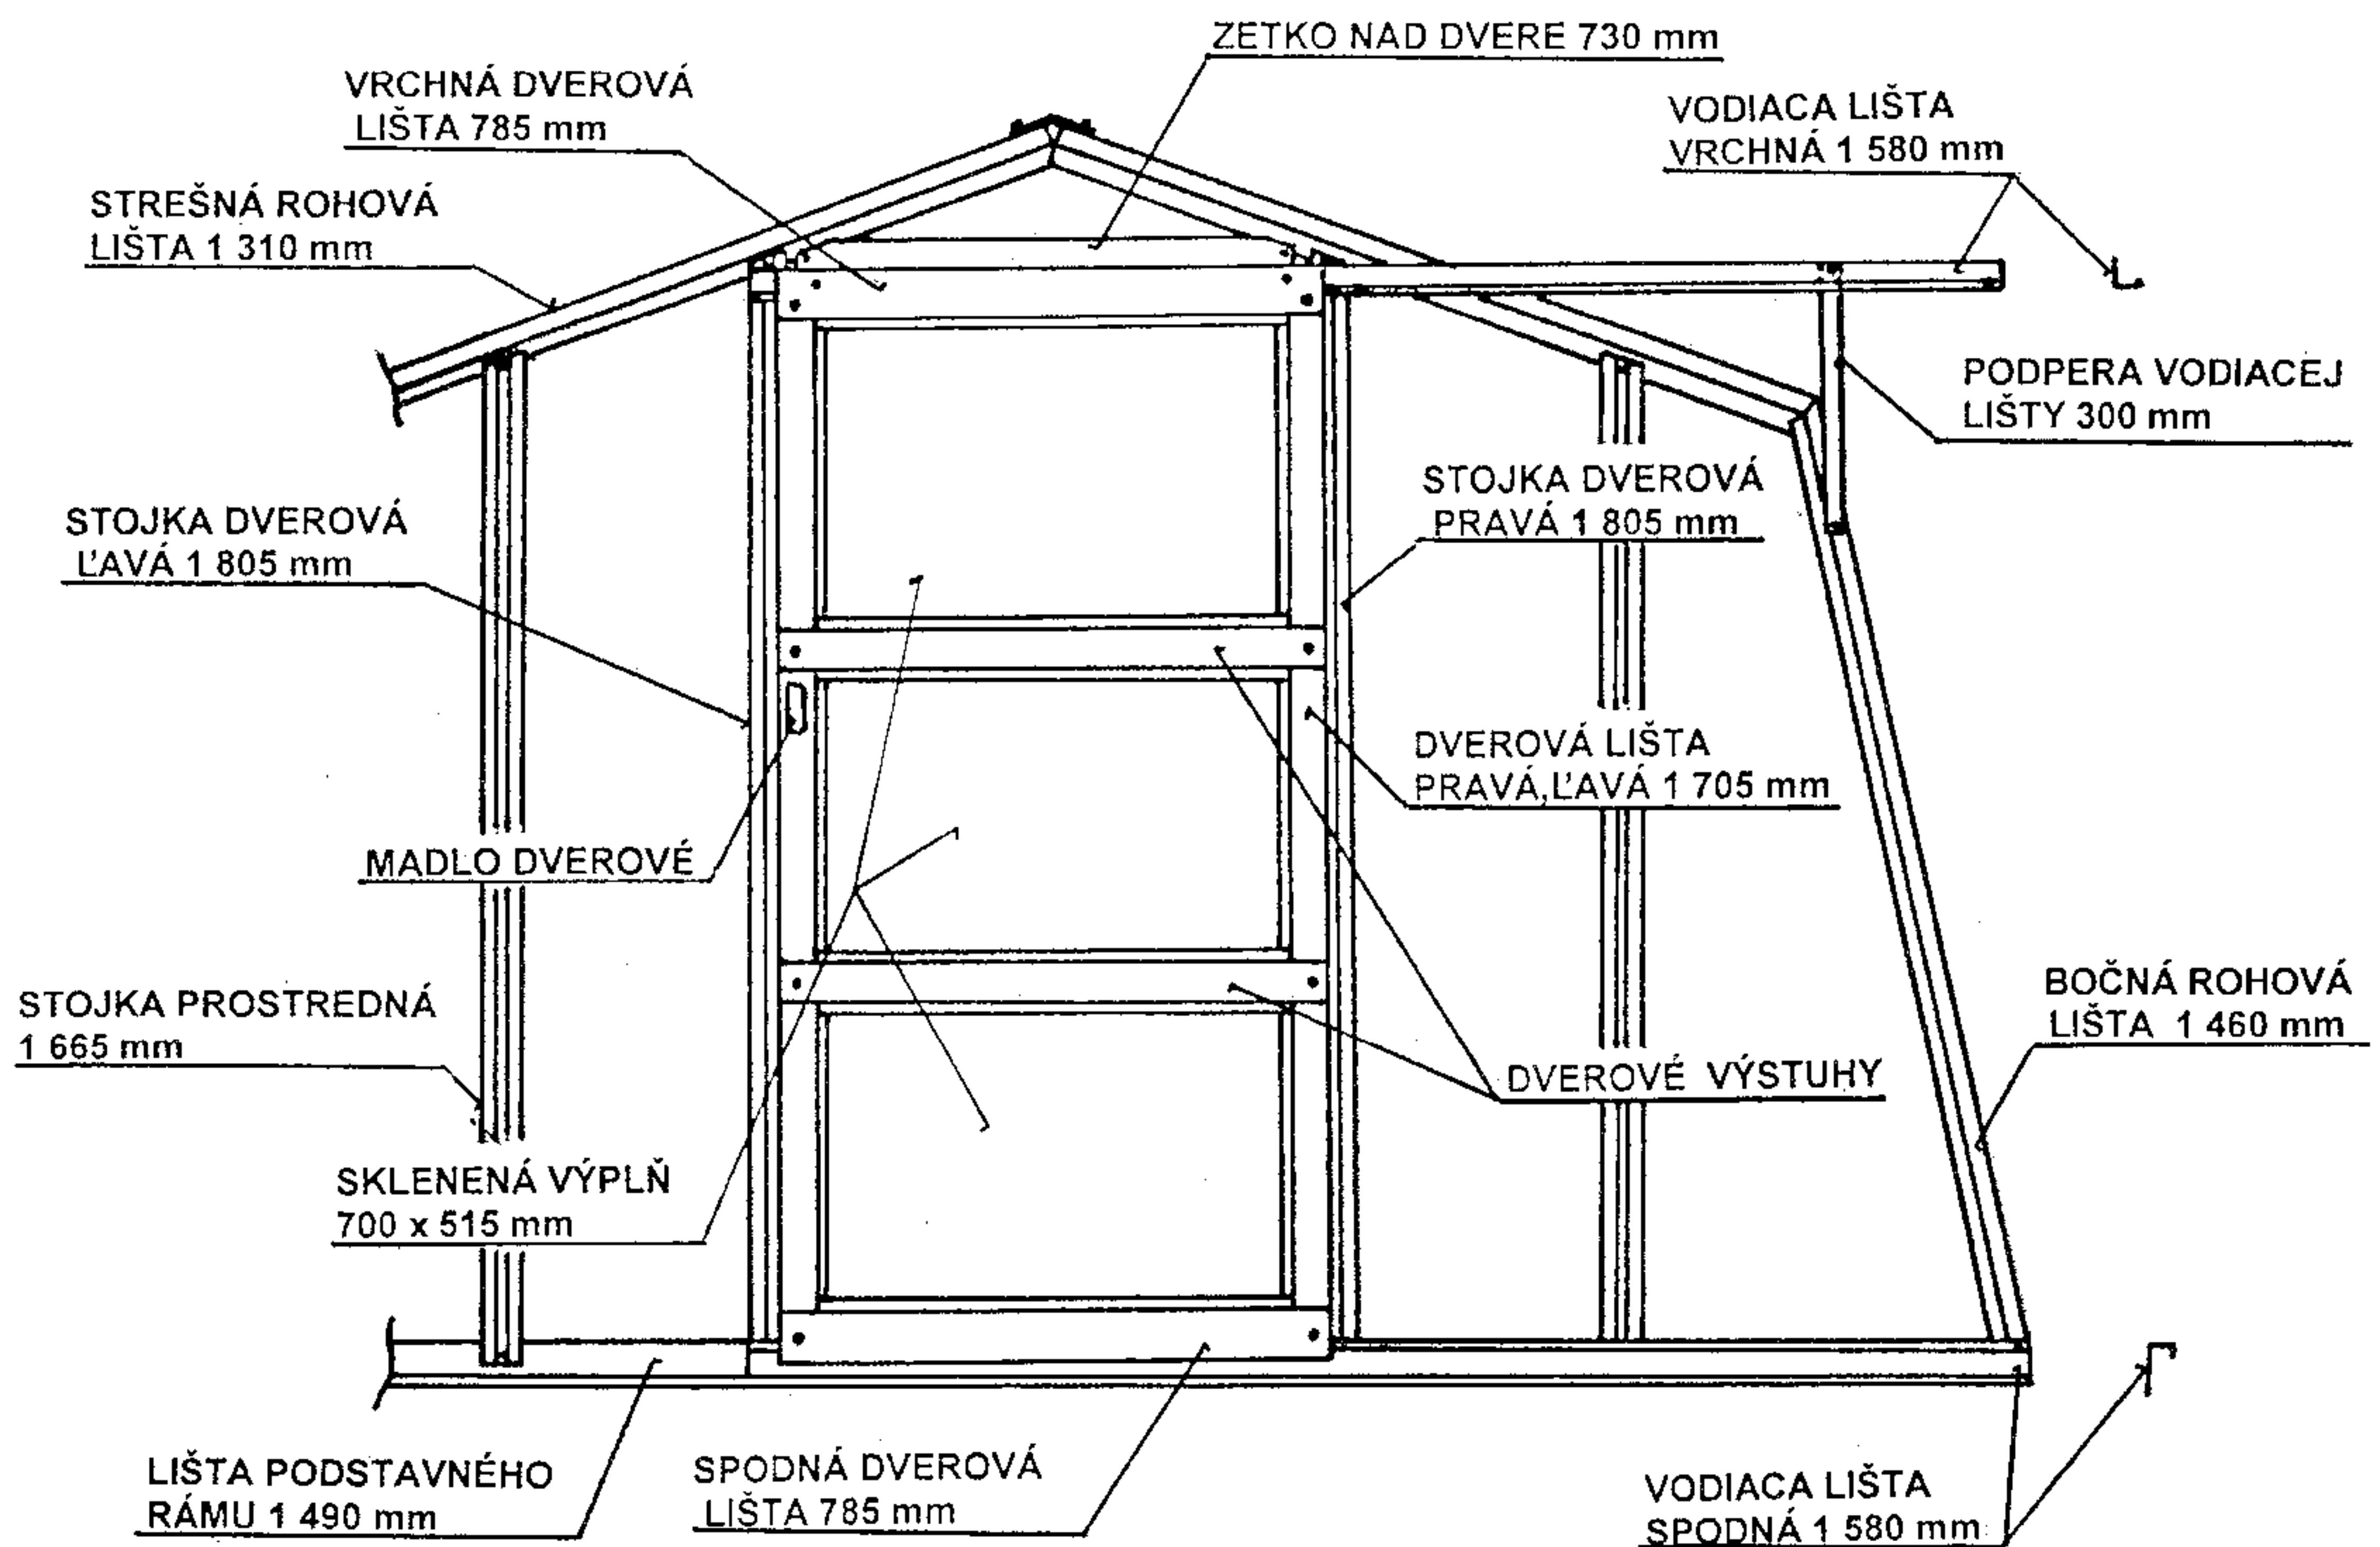 ZETKO NAD DVERE 730 mm
VRCHNÁ DVEROVÁ
LIŠTA 785 mm
VODIACA LIŠTA
VRCHNÁ 1 580 mm
STREŠNÁ ROHOVÁ
LIŠTA 1 310 mm
PODPERA VODIACEJ
LIŠTY 300 mm
STOJKA DVEROVÁ
PRAVÁ 1 805 mm
STOJKA DVEROVÁ
ĽAVÁ 1 805 mm
DVEROVÁ LIŠTA
PRAVÁ,ĽAVÁ 1 705 mm
MADLO DVEROVÉ
BOČNÁ ROHOVÁ
LIŠTA 1 460 mm
STOJKA PROSTREDNÁ
1 665 mm
DVEROVÉ VÝSTUHY
SKLENENÁ VÝPLŇ
700 x 515 mm
LIŠTA PODSTAVNÉHO
RÁMU 1 490 mm
SPODNÁ DVEROVÁ
LIŠTA 785 mm
VODIACA LIŠTA
SPODNÁ 1 580 mm